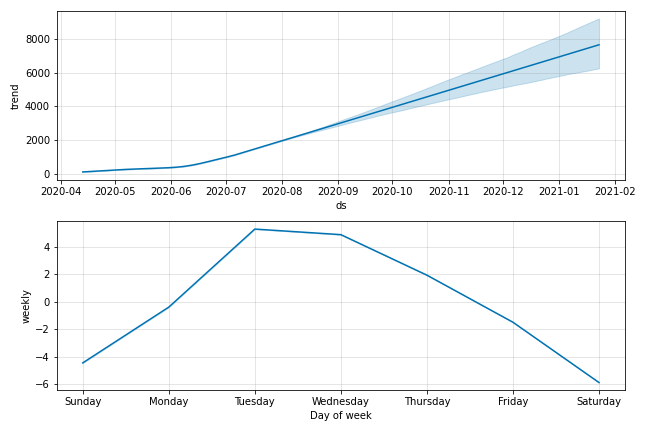 8000
6000
4000
2000
0
trend
2020-04 2020-05 2020-06 2020-07 2020-08 2020-09 2020-10 2020-11 2020-12 2021-01 2021-02
ds
4
2
0
−2
−4
−6
weekly
Sunday Monday Tuesday Wednesday Thursday Friday Saturday
Day of week